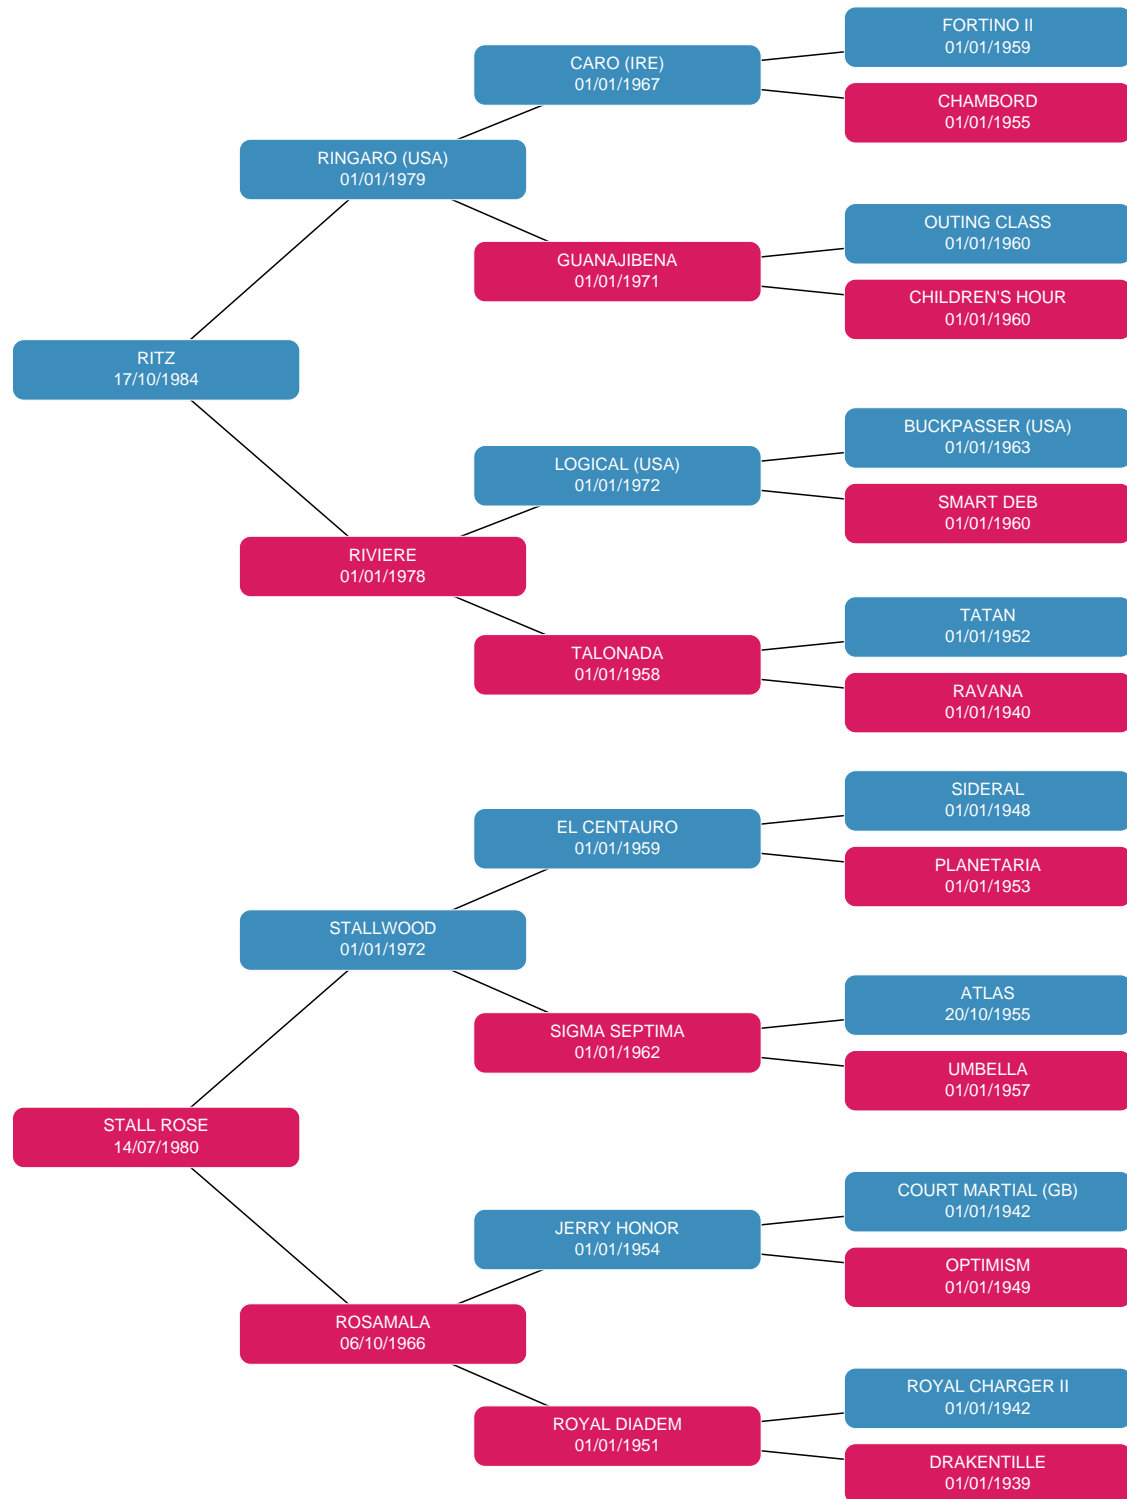 FORTINO II
01/01/1959
CARO (IRE)
01/01/1967
CHAMBORD
01/01/1955
RINGARO (USA)
01/01/1979
OUTING CLASS
01/01/1960
GUANAJIBENA
01/01/1971
CHILDREN'S HOUR
01/01/1960
RITZ
17/10/1984
BUCKPASSER (USA)
01/01/1963
LOGICAL (USA)
01/01/1972
SMART DEB
01/01/1960
RIVIERE
01/01/1978
TATAN
01/01/1952
TALONADA
01/01/1958
RAVANA
01/01/1940
SIDERAL
01/01/1948
EL CENTAURO
01/01/1959
PLANETARIA
01/01/1953
STALLWOOD
01/01/1972
ATLAS
20/10/1955
SIGMA SEPTIMA
01/01/1962
UMBELLA
01/01/1957
STALL ROSE
14/07/1980
COURT MARTIAL (GB)
01/01/1942
JERRY HONOR
01/01/1954
OPTIMISM
01/01/1949
ROSAMALA
06/10/1966
ROYAL CHARGER II
01/01/1942
ROYAL DIADEM
01/01/1951
DRAKENTILLE
01/01/1939